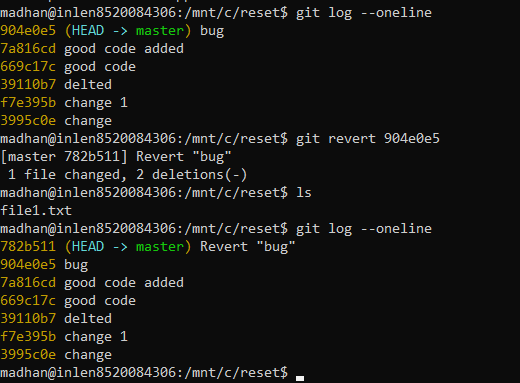 madhan@inlen8520084306:/mnt/c/reset$ git log --oneline
904e0e5 (HEAD -> master) bug
7a816cd good code added
669c17c good code
39110b7 delted
f7e395b change 1
3995c0e change
madhan@inlen8520084306:/mnt/c/reset$ git revert 904e0e5
[master 782b511] Revert "bug"
 1 file changed, 2 deletions(-)
madhan@inlen8520084306:/mnt/c/reset$ ls
file1.txt
madhan@inlen8520084306:/mnt/c/reset$ git log --oneline
782b511 (HEAD -> master) Revert "bug"
904e0e5 bug
7a816cd good code added
669c17c good code
39110b7 delted
f7e395b change 1
3995c0e change
madhan@inlen8520084306:/mnt/c/reset$